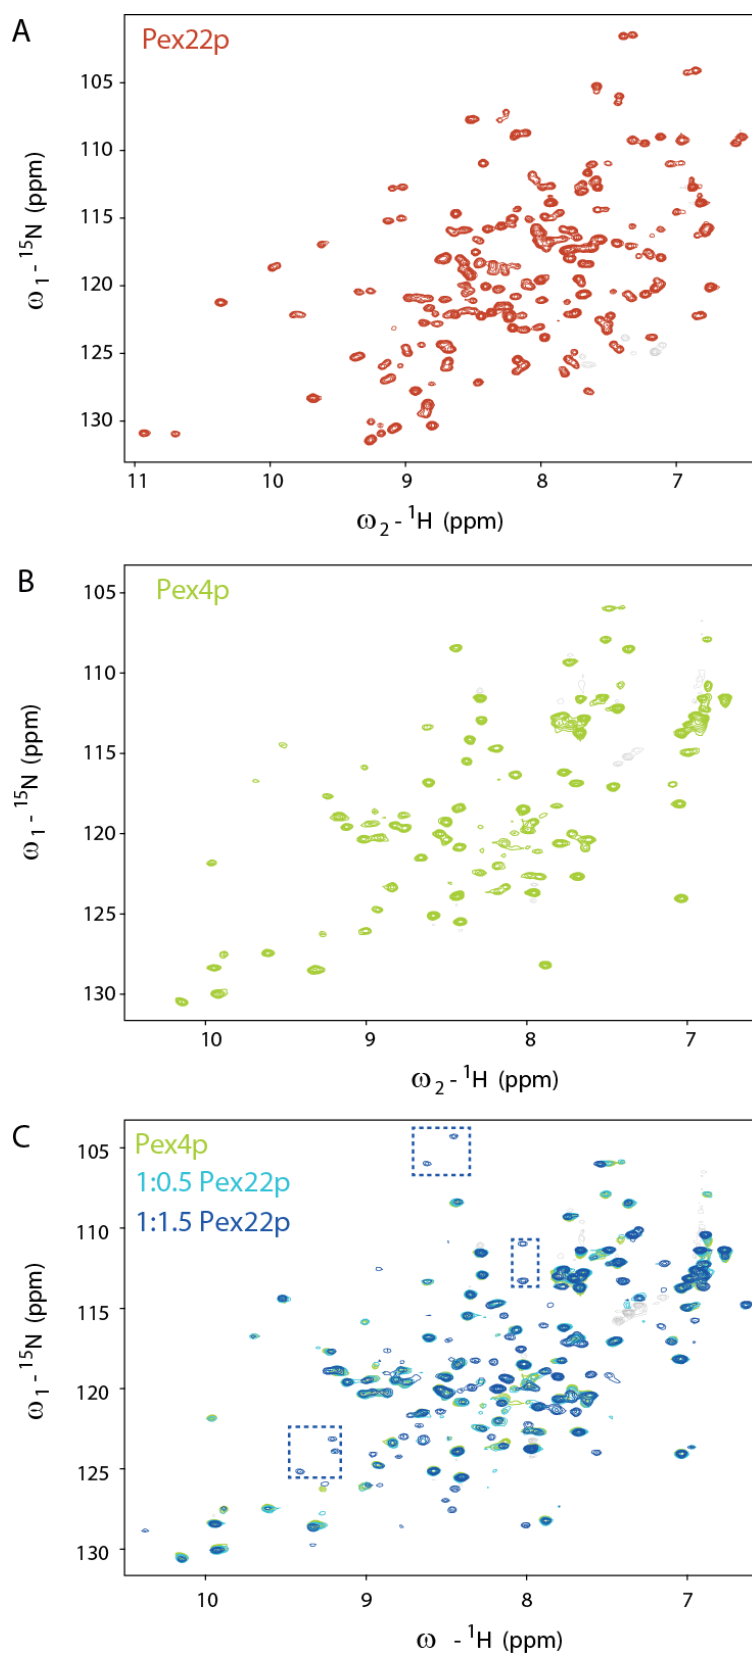 A
Pex22p
105
110
115
120
125
130
ω1 - 15N (ppm)
11
10
9
8
7
ω2 - 1H (ppm)
B
Pex4p
105
110
115
120
125
130
ω1 - 15N (ppm)
10
9
8
7
ω2 - 1H (ppm)
C
Pex4p
1:0.5 Pex22p
1:1.5 Pex22p
105
110
115
120
125
130
ω1 - 15N (ppm)
10
9
8
7
ω - 1H (ppm)